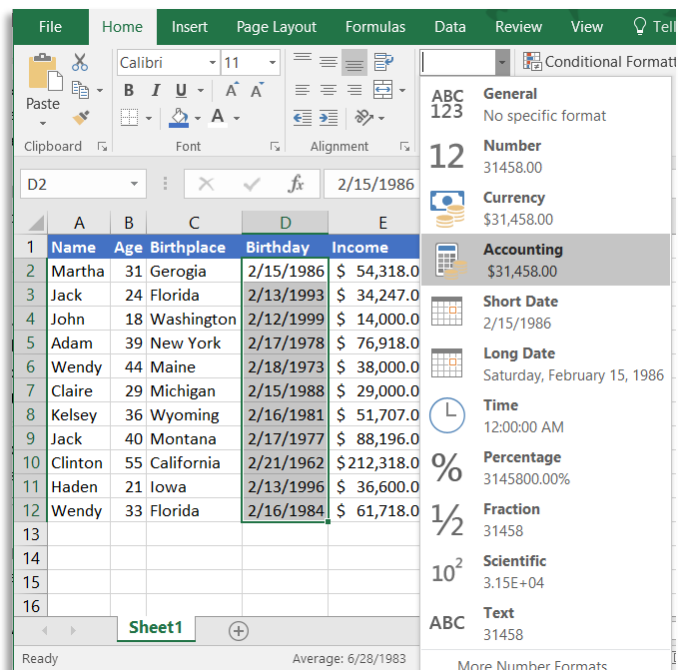 File Home Insert Page Layout Formulas Data Review View Tell
Calibri 11 Conditional Formatt
Paste B I U A A
A
Clipboard Font Alignment
D2 fx 2/15/1986
A B C D E
1 Name Age Birthplace Birthday Income
2 Martha 31 Gerogia 2/15/1986 $ 54,318.0
3 Jack 24 Florida 2/13/1993 $ 34,247.0
4 John 18 Washington 2/12/1999 $ 14,000.0
5 Adam 39 New York 2/17/1978 $ 76,918.0
6 Wendy 44 Maine 2/18/1973 $ 38,000.0
7 Claire 29 Michigan 2/15/1988 $ 29,000.0
8 Kelsey 36 Wyoming 2/16/1981 $ 51,707.0
9 Jack 40 Montana 2/17/1977 $ 88,196.0
10 Clinton 55 California 2/21/1962 $212,318.0
11 Haden 21 Iowa 2/13/1996 $ 36,600.0
12 Wendy 33 Florida 2/16/1984 $ 61,718.0
13
14
15
16
Sheet1
Ready Average: 6/28/1983
ABC
123
General
No specific format
12
Number
31458.00
Currency
$31,458.00
Accounting
$31,458.00
Short Date
2/15/1986
Long Date
Saturday, February 15, 1986
Time
12:00:00 AM
%
Percentage
3145800.00%
½
Fraction
31458
10²
Scientific
3.15E+04
ABC
Text
31458
More Number Formats